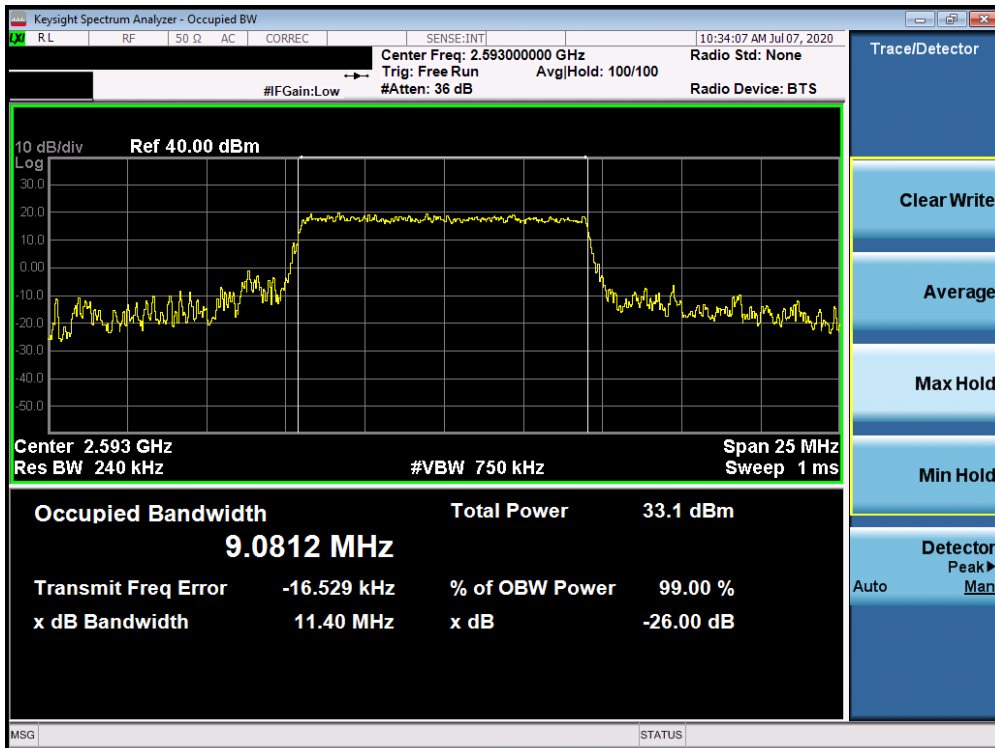 Keysight Spectrum Analyzer - Occupied BW
LXI RL RF 50 Ω AC CORREC SENSE:INT 10:34:07 AM Jul 07, 2020
Center Freq: 2.593000000 GHz Radio Std: None
Trig: Free Run Avg|Hold: 100/100
#IFGain:Low #Atten: 36 dB Radio Device: BTS
10 dB/div Ref 40.00 dBm
Log
30.0
20.0
10.0
0.00
-10.0
-20.0
-30.0
-40.0
-50.0
Center 2.593 GHz Span 25 MHz
Res BW 240 kHz #VBW 750 kHz Sweep 1 ms
Occupied Bandwidth Total Power 33.1 dBm
9.0812 MHz
Transmit Freq Error -16.529 kHz % of OBW Power 99.00 %
x dB Bandwidth 11.40 MHz x dB -26.00 dB
MSG STATUS
Trace/Detector
Clear Write
Average
Max Hold
Min Hold
Detector
Peak▶
Auto Man